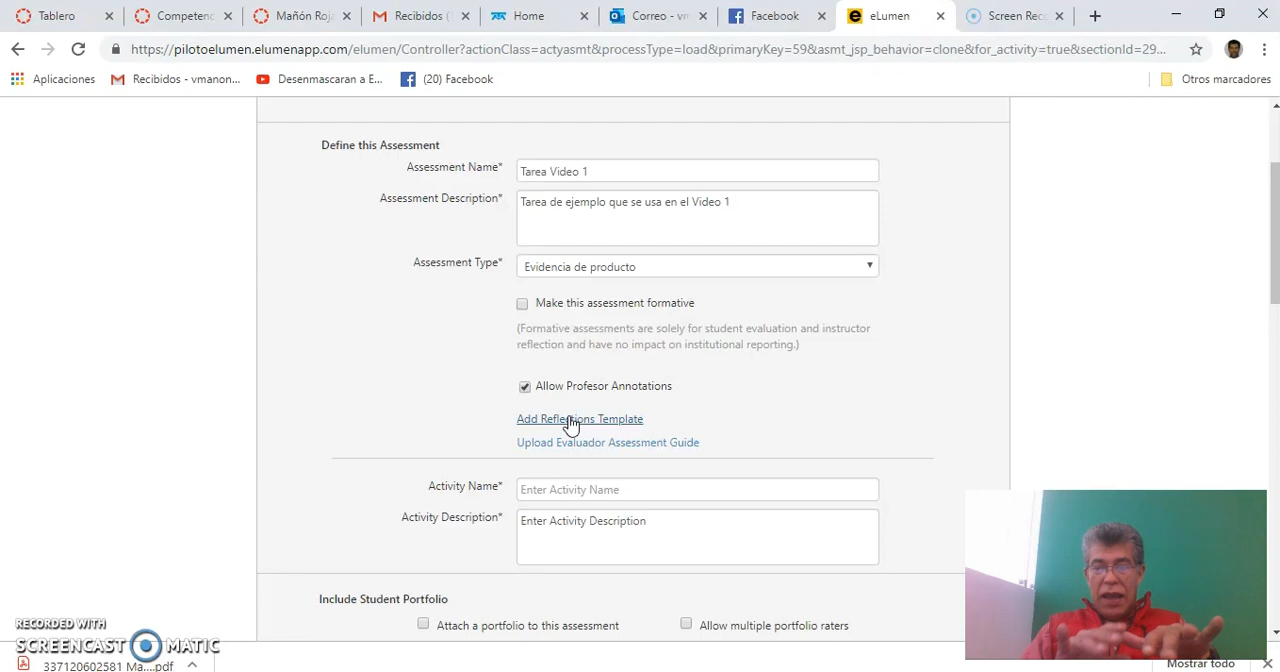 Tablero
Competenc
Mañón Roja
Recibidos (
Home
Correo - vm
Facebook
eLumen
Screen Rec
https://pilotoelumen.elumenapp.com/elumen/Controller?actionClass=actyasmt&processType=load&primaryKey=59&asmt_jsp_behavior=clone&for_activity=true&sectionId=29...
Aplicaciones
Recibidos - vmanon...
Desenmascaran a E...
(20) Facebook
Otros marcadores
Define this Assessment
Assessment Name*
Tarea Video 1
Assessment Description*
Tarea de ejemplo que se usa en el Video 1
Assessment Type*
Evidencia de producto
Make this assessment formative
(Formative assessments are solely for student evaluation and instructor
reflection and have no impact on institutional reporting.)
Allow Profesor Annotations
Add Reflections Template
Upload Evaluador Assessment Guide
Activity Name*
Enter Activity Name
Activity Description*
Enter Activity Description
Include Student Portfolio
Attach a portfolio to this assessment
Allow multiple portfolio raters
RECORDED WITH
SCREENCAST MATIC
337120602581 Ma....pdf
Mostrar todo